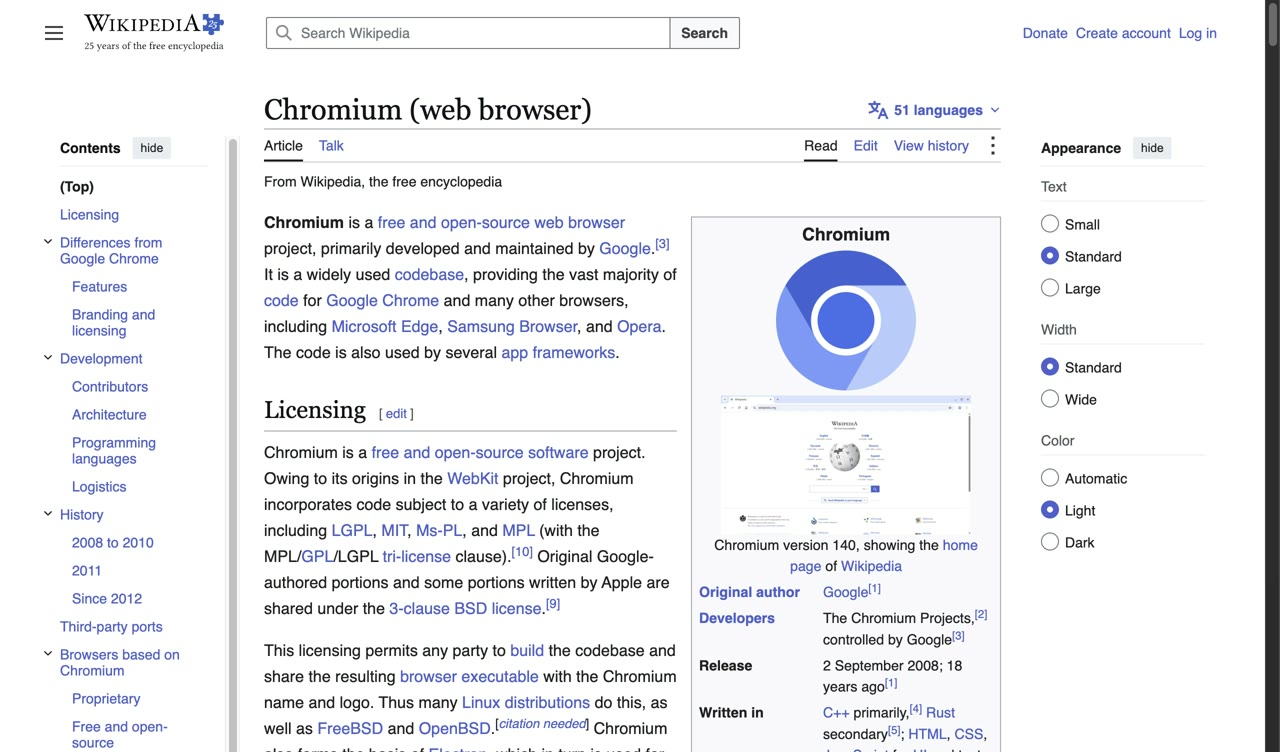 WIKIPEDIA 25
25 years of the free encyclopedia
Search Wikipedia
Search
Donate Create account Log in
Contents hide
(Top)
Licensing
Differences from
Google Chrome
Features
Branding and
licensing
Development
Contributors
Architecture
Programming
languages
Logistics
History
2008 to 2010
2011
Since 2012
Third-party ports
Browsers based on
Chromium
Proprietary
Free and open-
source
Chromium (web browser)
51 languages
Article Talk
Read Edit View history
From Wikipedia, the free encyclopedia
Chromium is a free and open-source web browser
project, primarily developed and maintained by Google.[3]
It is a widely used codebase, providing the vast majority of
code for Google Chrome and many other browsers,
including Microsoft Edge, Samsung Browser, and Opera.
The code is also used by several app frameworks.
Licensing [ edit ]
Chromium is a free and open-source software project.
Owing to its origins in the WebKit project, Chromium
incorporates code subject to a variety of licenses,
including LGPL, MIT, Ms-PL, and MPL (with the
MPL/GPL/LGPL tri-license clause).[10] Original Google-
authored portions and some portions written by Apple are
shared under the 3-clause BSD license.[9]
This licensing permits any party to build the codebase and
share the resulting browser executable with the Chromium
name and logo. Thus many Linux distributions do this, as
well as FreeBSD and OpenBSD.[citation needed] Chromium
also forms the basis of Electron, which in turn is used for
Chromium
WIKIPEDIA
Chromium version 140, showing the home
page of Wikipedia
Original author Google[1]
Developers The Chromium Projects,[2]
controlled by Google[3]
Release 2 September 2008; 18
years ago[1]
Written in C++ primarily,[4] Rust
secondary[5]; HTML, CSS,
Appearance hide
Text
Small
Standard
Large
Width
Standard
Wide
Color
Automatic
Light
Dark